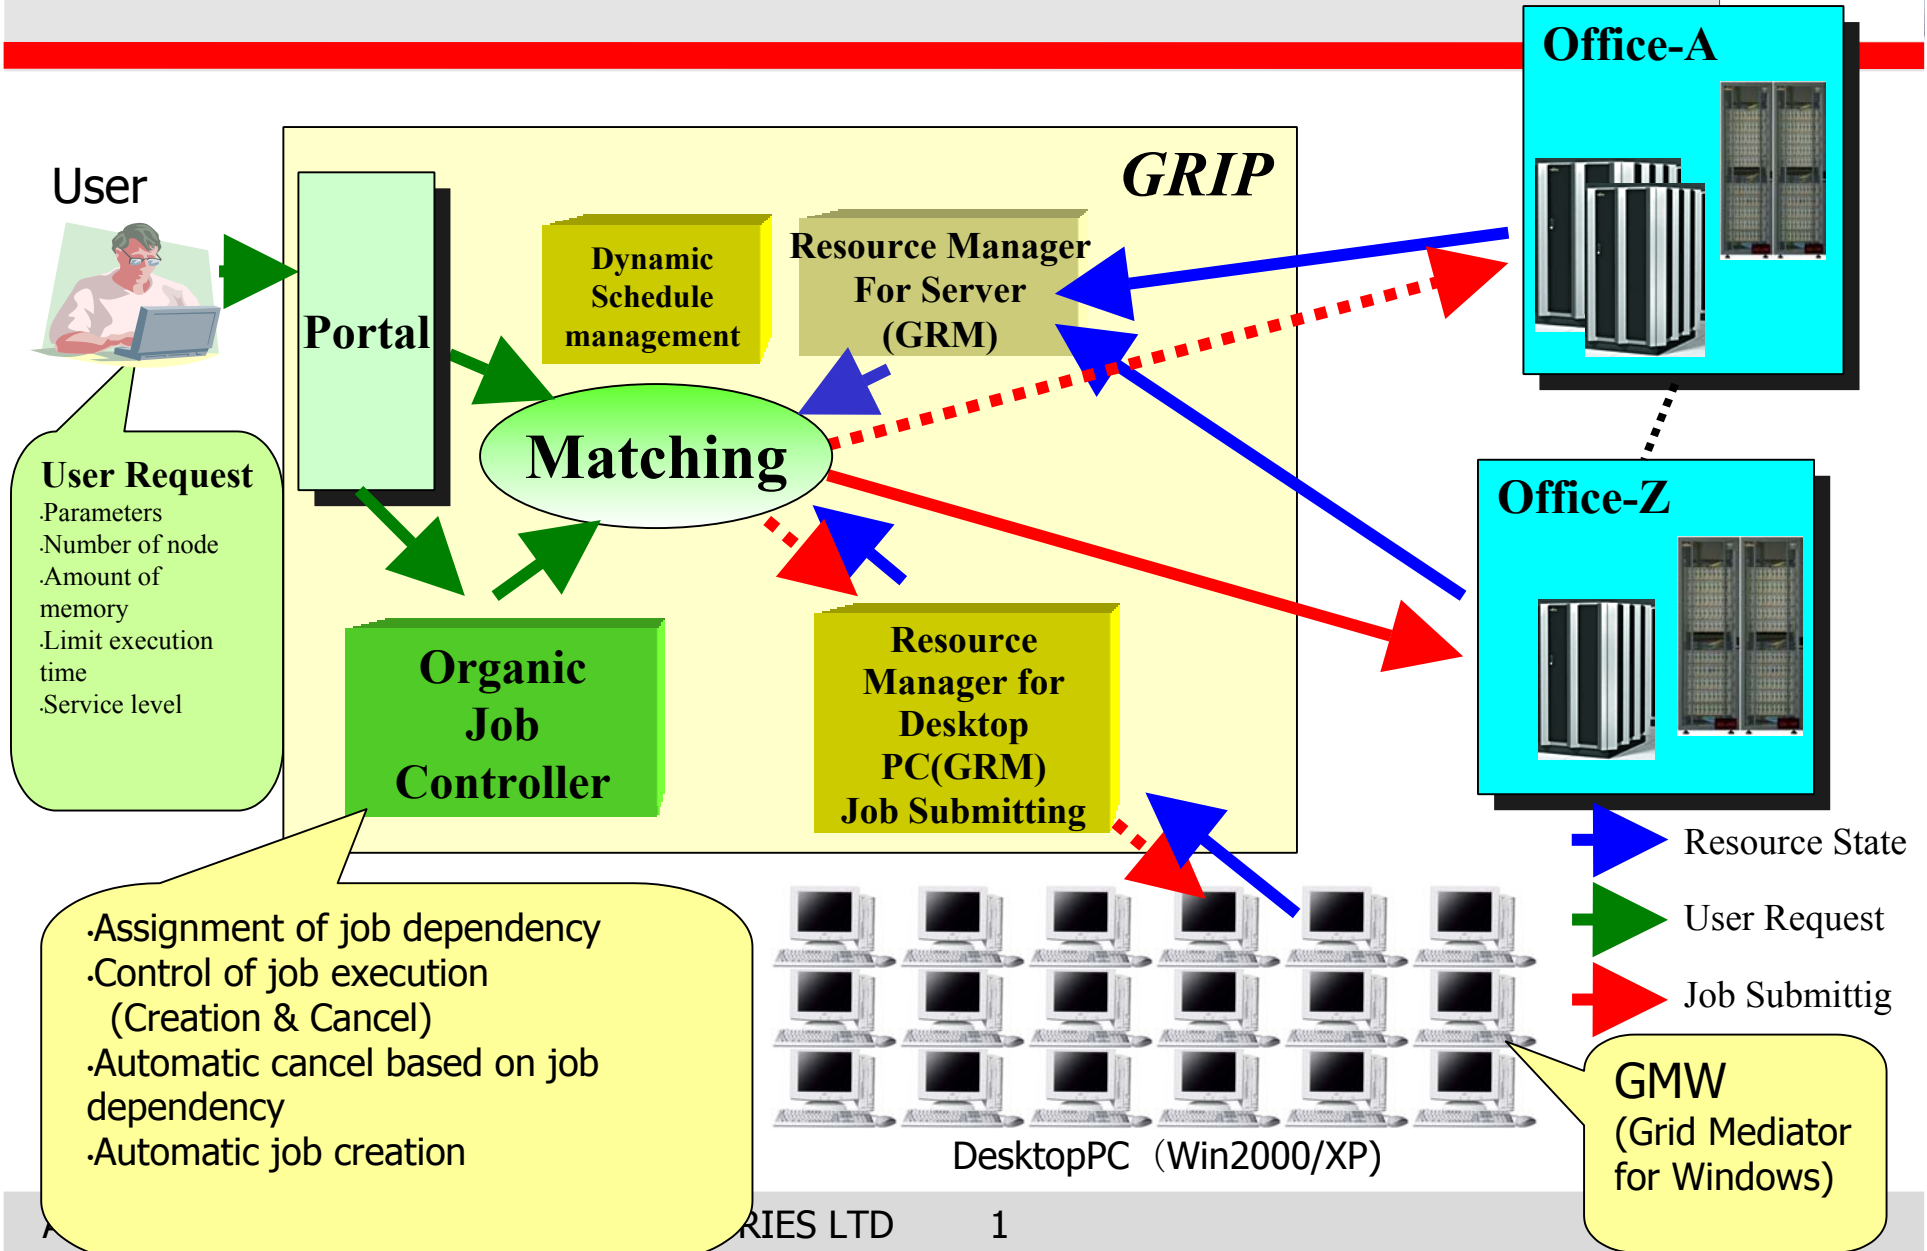 Office-A
GRIP
User
Dynamic
Schedule
management
Resource Manager
For Server
(GRM)
Portal
Matching
User Request
·Parameters
·Number of node
·Amount of
memory
·Limit execution
time
·Service level
Office-Z
Organic
Job
Controller
Resource
Manager for
Desktop
PC(GRM)
Job Submitting
Resource State
User Request
Job Submittig
·Assignment of job dependency
·Control of job execution
(Creation & Cancel)
·Automatic cancel based on job
dependency
·Automatic job creation
DesktopPC（Win2000/XP)
GMW
(Grid Mediator
for Windows)
LTD 1